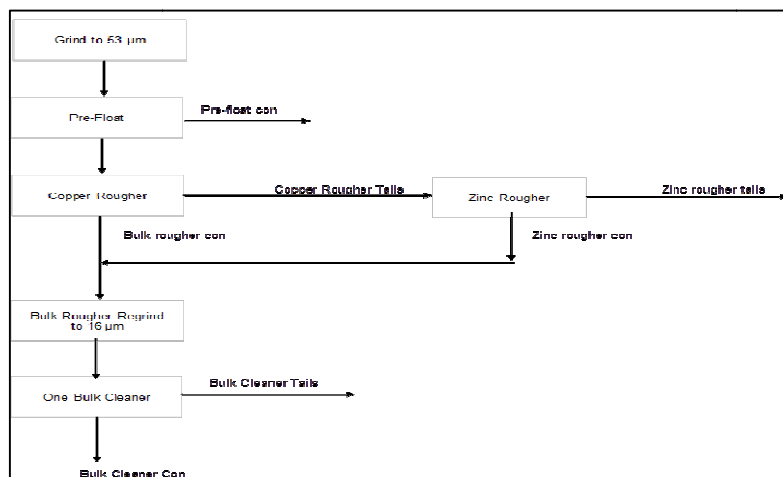 Grind to 53 µm
Pre-float con
Pre-Float
Copper Rougher Tails
Zinc rougher tails
Copper Rougher
Zinc Rougher
Bulk rougher con
Zinc rougher con
Bulk Rougher Regrind
to 16 µm
Bulk Cleaner Tails
One Bulk Cleaner
Bulk Cleaner Con